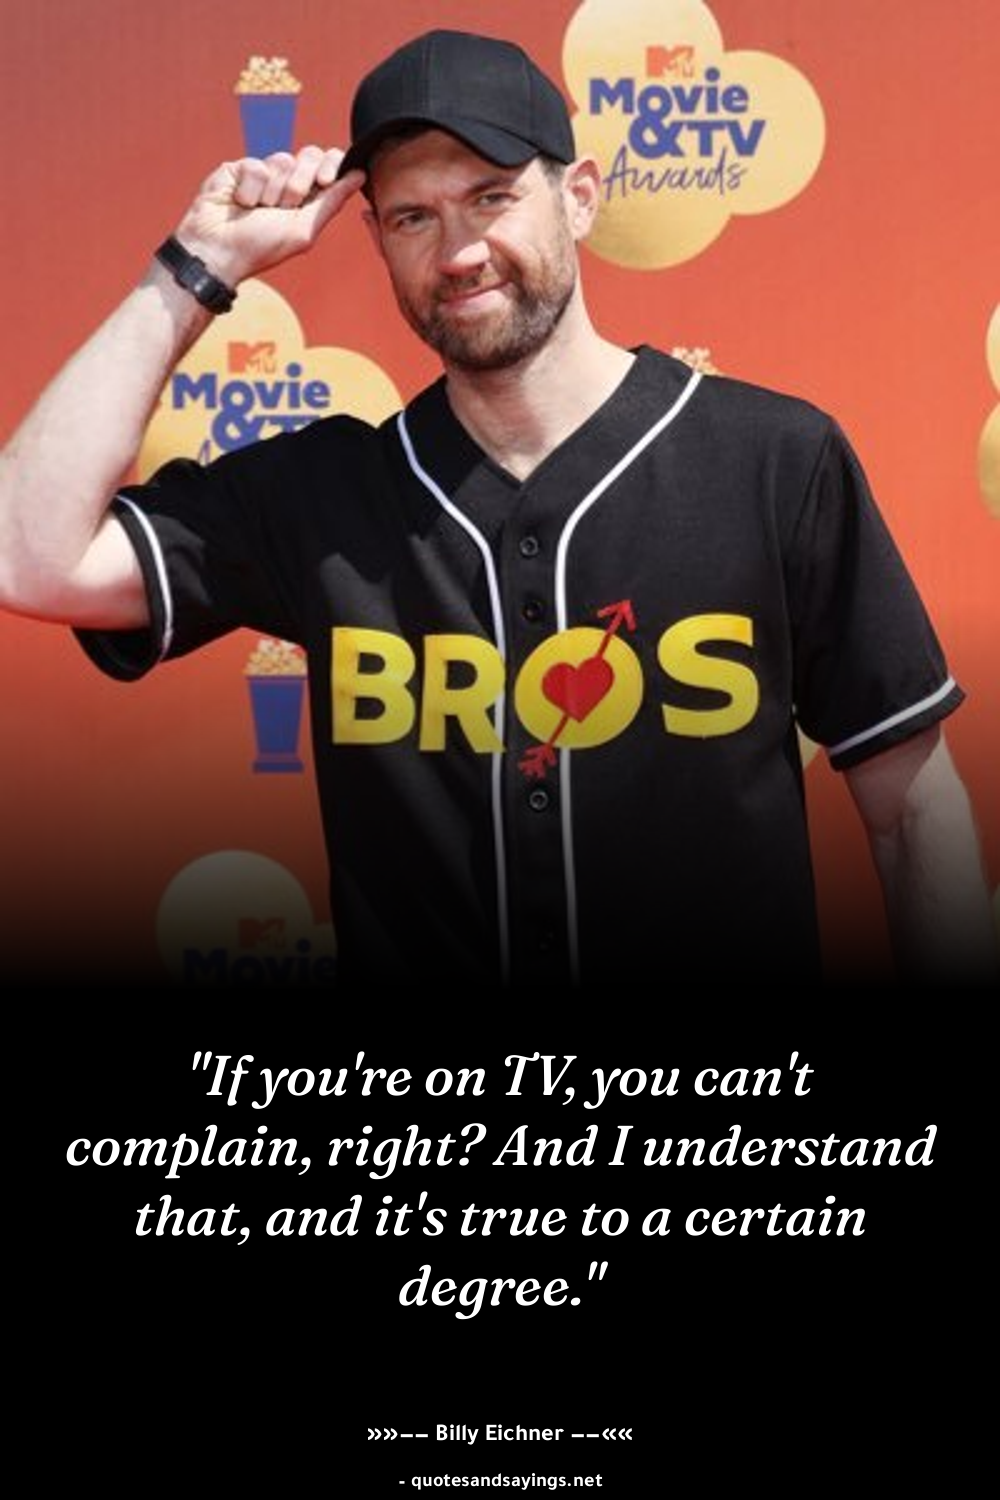 MTV
Movie
&TV
Awards
MTV
Movie
&TV
BROS
MTV
Movie
"If you're on TV, you can't
complain, right? And I understand
that, and it's true to a certain
degree."
»»–– Billy Eichner ––««
- quotesandsayings.net